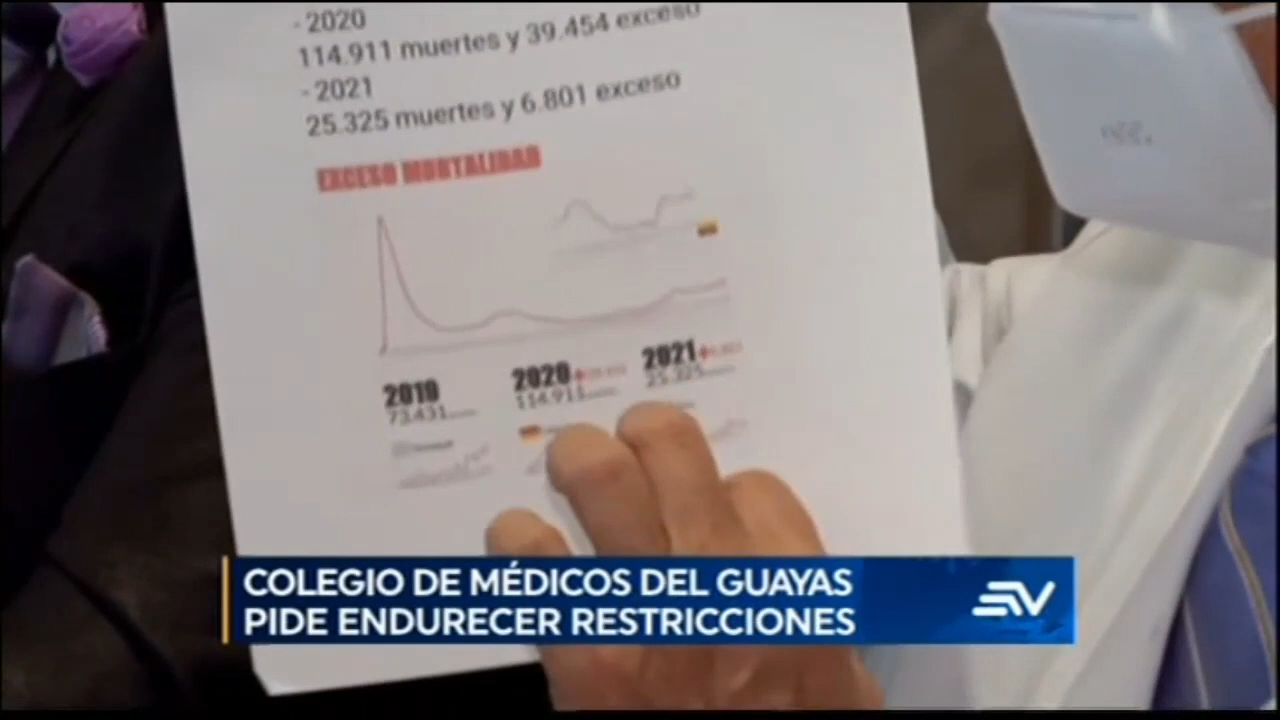 - 2020
114.911 muertes y 39.454 exceso
- 2021
25.325 muertes y 6.801 exceso
EXCESO MORTALIDAD
2019
73.431
2020
114.911
2021
25.325
COLEGIO DE MÉDICOS DEL GUAYAS
PIDE ENDURECER RESTRICCIONES
EV